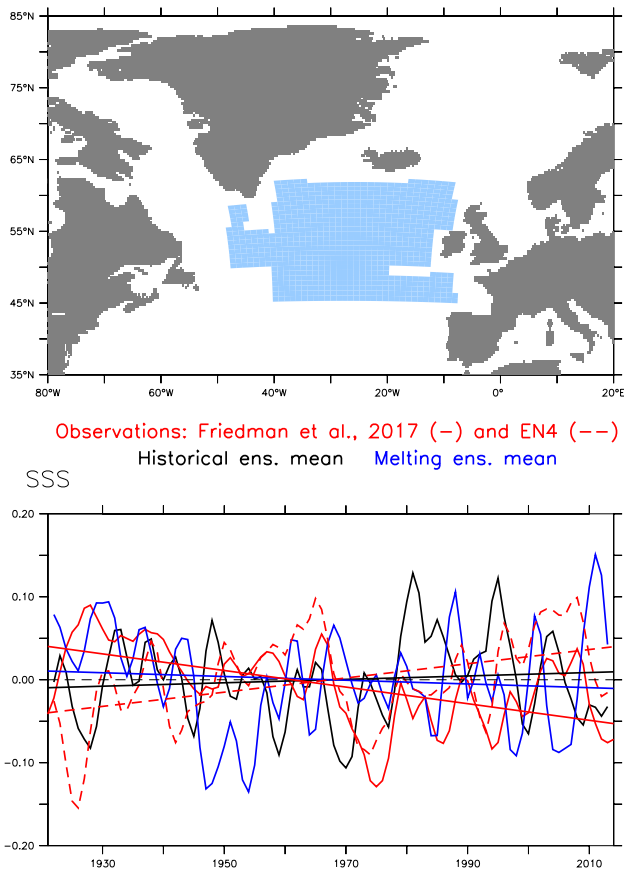 85°N
75°N
65°N
55°N
45°N
35°N
80°W 60°W 40°W 20°W 0° 20°E
Observations: Friedman et al., 2017 (−) and EN4 (−−)
Historical ens. mean Melting ens. mean
SSS
0.20
0.10
0.00
−0.10
−0.20
1930 1950 1970 1990 2010